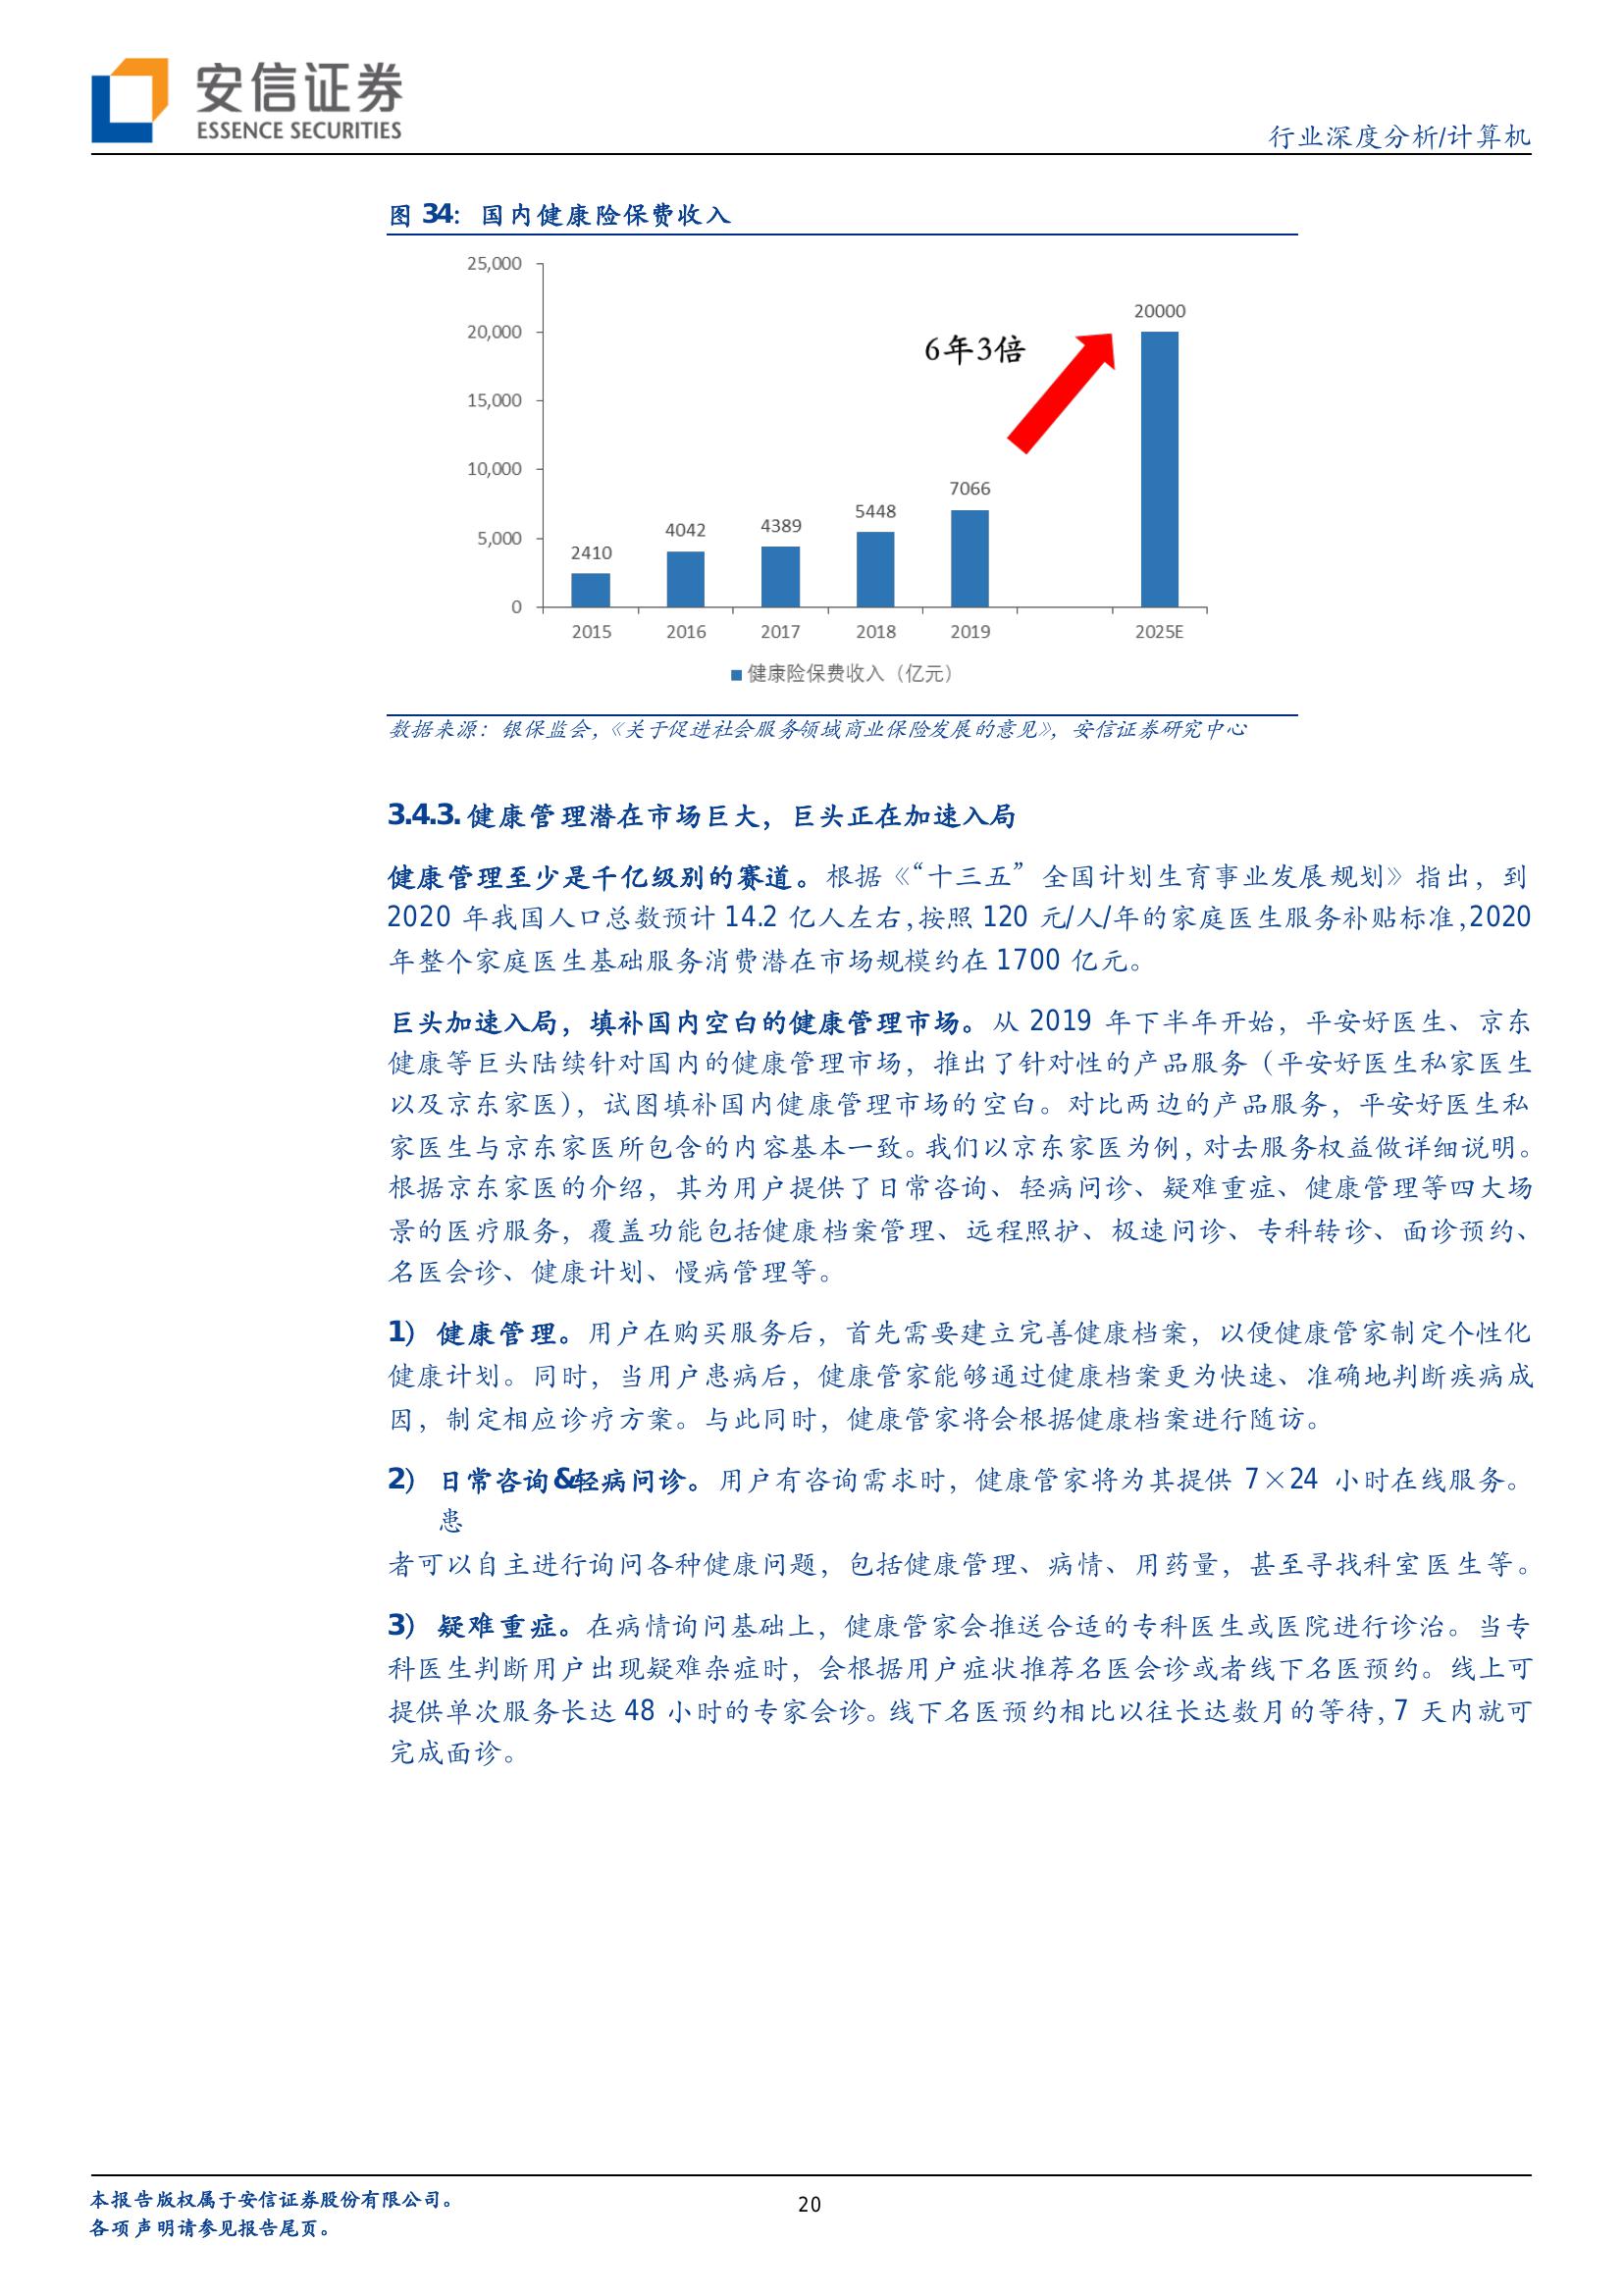 安信证券
ESSENCE SECURITIES
行业深度分析/计算机
图 34：国内健康险保费收入
25,000
20,000
15,000
10,000
5,000
0
2410
4042
4389
5448
7066
20000
6年3倍
2015
2016
2017
2018
2019
2025E
健康险保费收入（亿元）
数据来源：银保监会，《关于促进社会服务领域商业保险发展的意见》，安信证券研究中心
3.4.3. 健康管理潜在市场巨大，巨头正在加速入局
健康管理至少是千亿级别的赛道。根据《“十三五” 全国计划生育事业发展规划》指出，到
2020 年我国人口总数预计 14.2 亿人左右，按照 120 元/人/年的家庭医生服务补贴标准，2020
年整个家庭医生基础服务消费潜在市场规模约在 1700 亿元。
巨头加速入局，填补国内空白的健康管理市场。从 2019 年下半年开始，平安好医生、京东
健康等巨头陆续针对国内的健康管理市场，推出了针对性的产品服务（平安好医生私家医生
以及京东家医），试图填补国内健康管理市场的空白。对比两边的产品服务，平安好医生私
家医生与京东家医所包含的内容基本一致。我们以京东家医为例，对去服务权益做详细说明。
根据京东家医的介绍，其为用户提供了日常咨询、轻病问诊、疑难重症、健康管理等四大场
景的医疗服务，覆盖功能包括健康档案管理、远程照护、极速问诊、专科转诊、面诊预约、
名医会诊、健康计划、慢病管理等。
1） 健康管理。用户在购买服务后，首先需要建立完善健康档案，以便健康管家制定个性化
健康计划。同时，当用户患病后，健康管家能够通过健康档案更为快速、准确地判断疾病成
因，制定相应诊疗方案。与此同时，健康管家将会根据健康档案进行随访。
2） 日常咨询&轻病问诊。用户有咨询需求时，健康管家将为其提供 7×24 小时在线服务。
患
者可以自主进行询问各种健康问题，包括健康管理、病情、用药量，甚至寻找科室医生等。
3） 疑难重症。在病情询问基础上，健康管家会推送合适的专科医生或医院进行诊治。当专
科医生判断用户出现疑难杂症时，会根据用户症状推荐名医会诊或者线下名医预约。线上可
提供单次服务长达 48 小时的专家会诊。线下名医预约相比以往长达数月的等待，7 天内就可
完成面诊。
本报告版权属于安信证券股份有限公司。
各项声明请参见报告尾页。
20